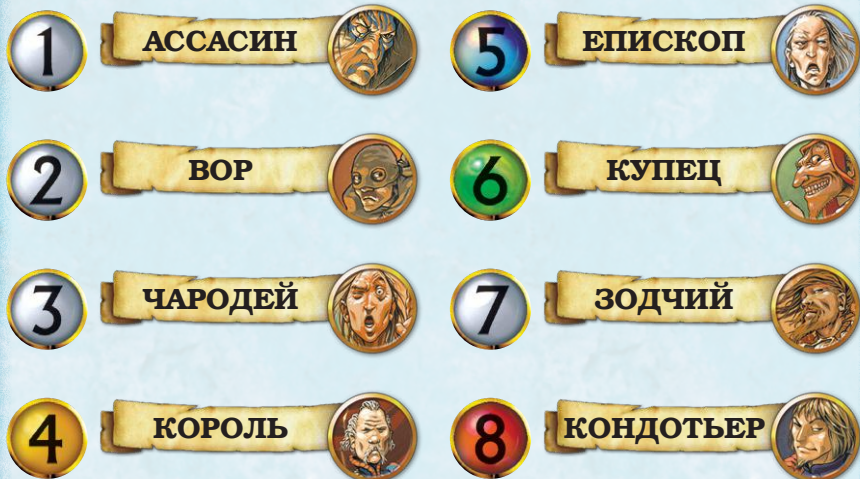 1 АССАСИН
2 ВОР
3 ЧАРОДЕЙ
4 КОРОЛЬ
5 ЕПИСКОП
6 КУПЕЦ
7 ЗОДЧИЙ
8 КОНДОТЬЕР